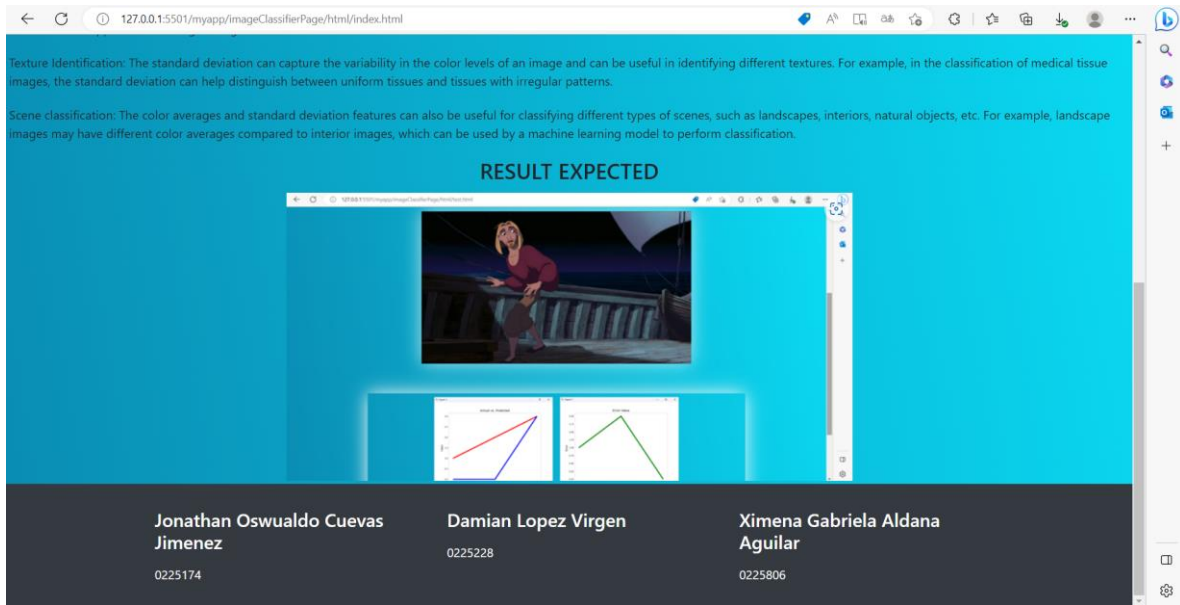 127.0.0.1:5501/myapp/imageClassifierPage/html/index.html
Texture Identification: The standard deviation can capture the variability in the color levels of an image and can be useful in identifying different textures. For example, in the classification of medical tissue
images, the standard deviation can help distinguish between uniform tissues and tissues with irregular patterns.
Scene classification: The color averages and standard deviation features can also be useful for classifying different types of scenes, such as landscapes, interiors, natural objects, etc. For example, landscape
images may have different color averages compared to interior images, which can be used by a machine learning model to perform classification.
RESULT EXPECTED
Jonathan Oswualdo Cuevas
Jimenez
0225174
Damian Lopez Virgen
0225228
Ximena Gabriela Aldana
Aguilar
0225806